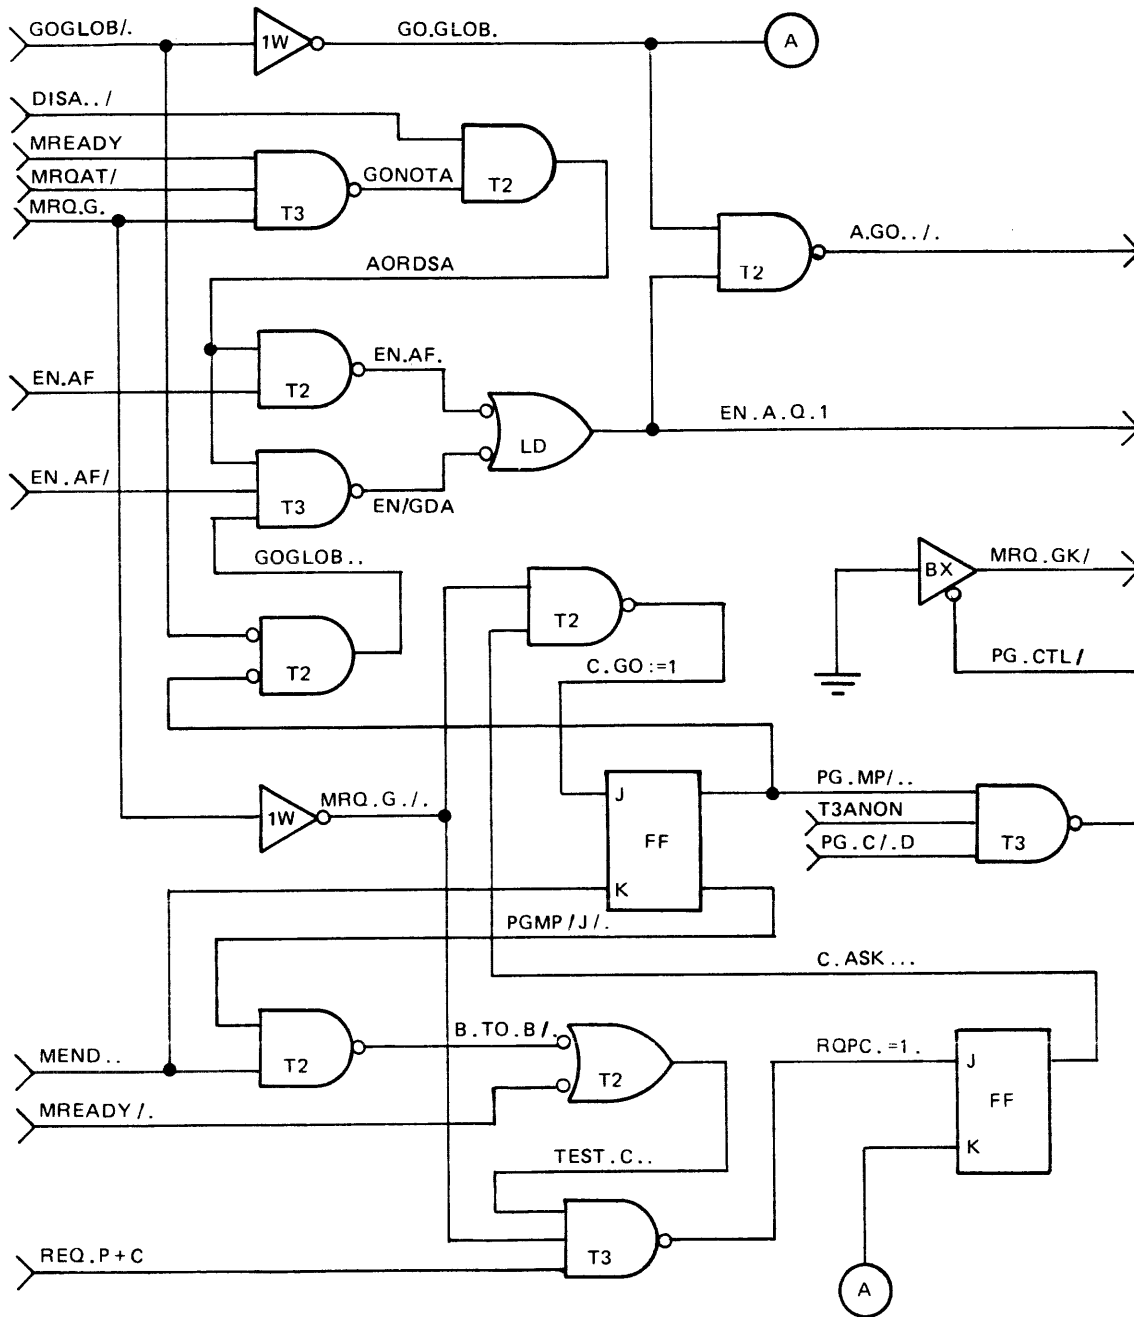 GOGLOB/.
1W
GO.GLOB.
A
DISA../
MREADY
MRQAT/
MRQ.G.
T3
GONOTA
T2
A.GO../.
T2
AORDSA
EN.AF
T2
EN.AF.
LD
EN.A.Q.1
EN.AF/
T3
EN/GDA
GOGLOB..
T2
T2
C.GO:=1
BX
MRQ.GK/
PG.CTL/
1W
MRQ.G./.
J
FF
K
PG.MP/..
T3ANON
PG.C/.D
T3
PGMP/J/.
C.ASK...
MEND..
T2
B.TO.B/.
T2
MREADY/.
RQPC.=1.
J
FF
K
TEST.C..
REQ.P+C
T3
A